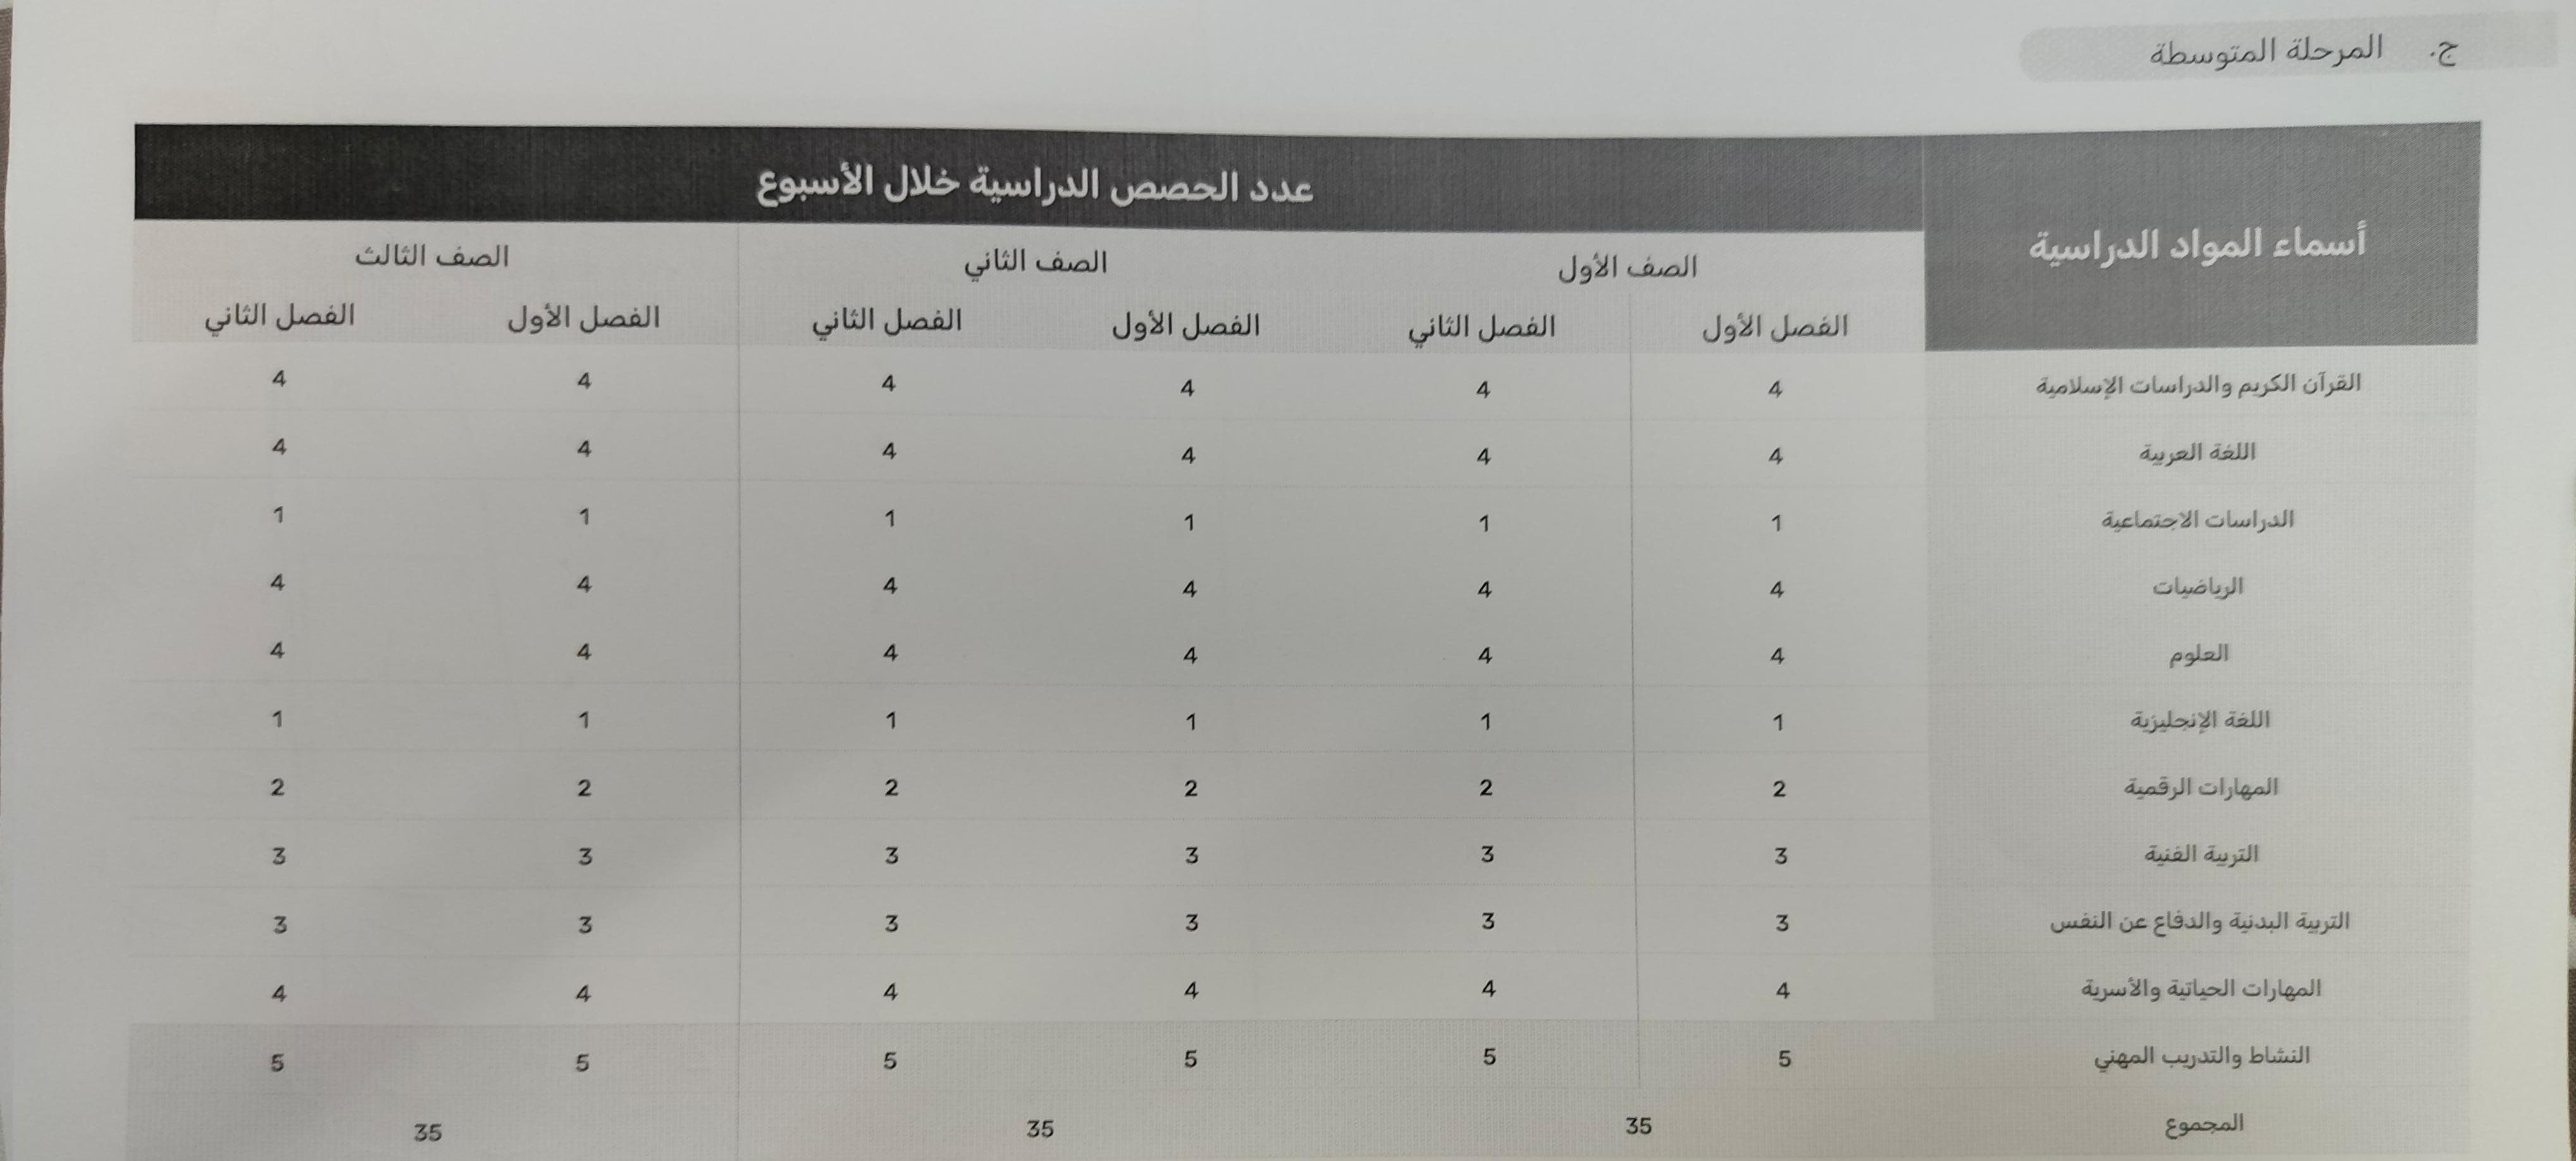 ج. المرحلة المتوسطة
أسماء المواد الدراسية عدد الحصص الدراسية خلال الأسبوع
الصف الأول الصف الثاني الصف الثالث
الفصل الأول الفصل الثاني الفصل الأول الفصل الثاني الفصل الأول الفصل الثاني
القرآن الكريم والدراسات الإسلامية 4 4 4 4 4 4
اللغة العربية 4 4 4 4 4 4
الدراسات الاجتماعية 1 1 1 1 1 1
الرياضيات 4 4 4 4 4 4
العلوم 4 4 4 4 4 4
اللغة الإنجليزية 1 1 1 1 1 1
المهارات الرقمية 2 2 2 2 2 2
التربية الفنية 3 3 3 3 3 3
التربية البدنية والدفاع عن النفس 3 3 3 3 3 3
المهارات الحياتية والأسرية 4 4 4 4 4 4
النشاط والتدريب المهني 5 5 5 5 5 5
المجموع 35 35 35